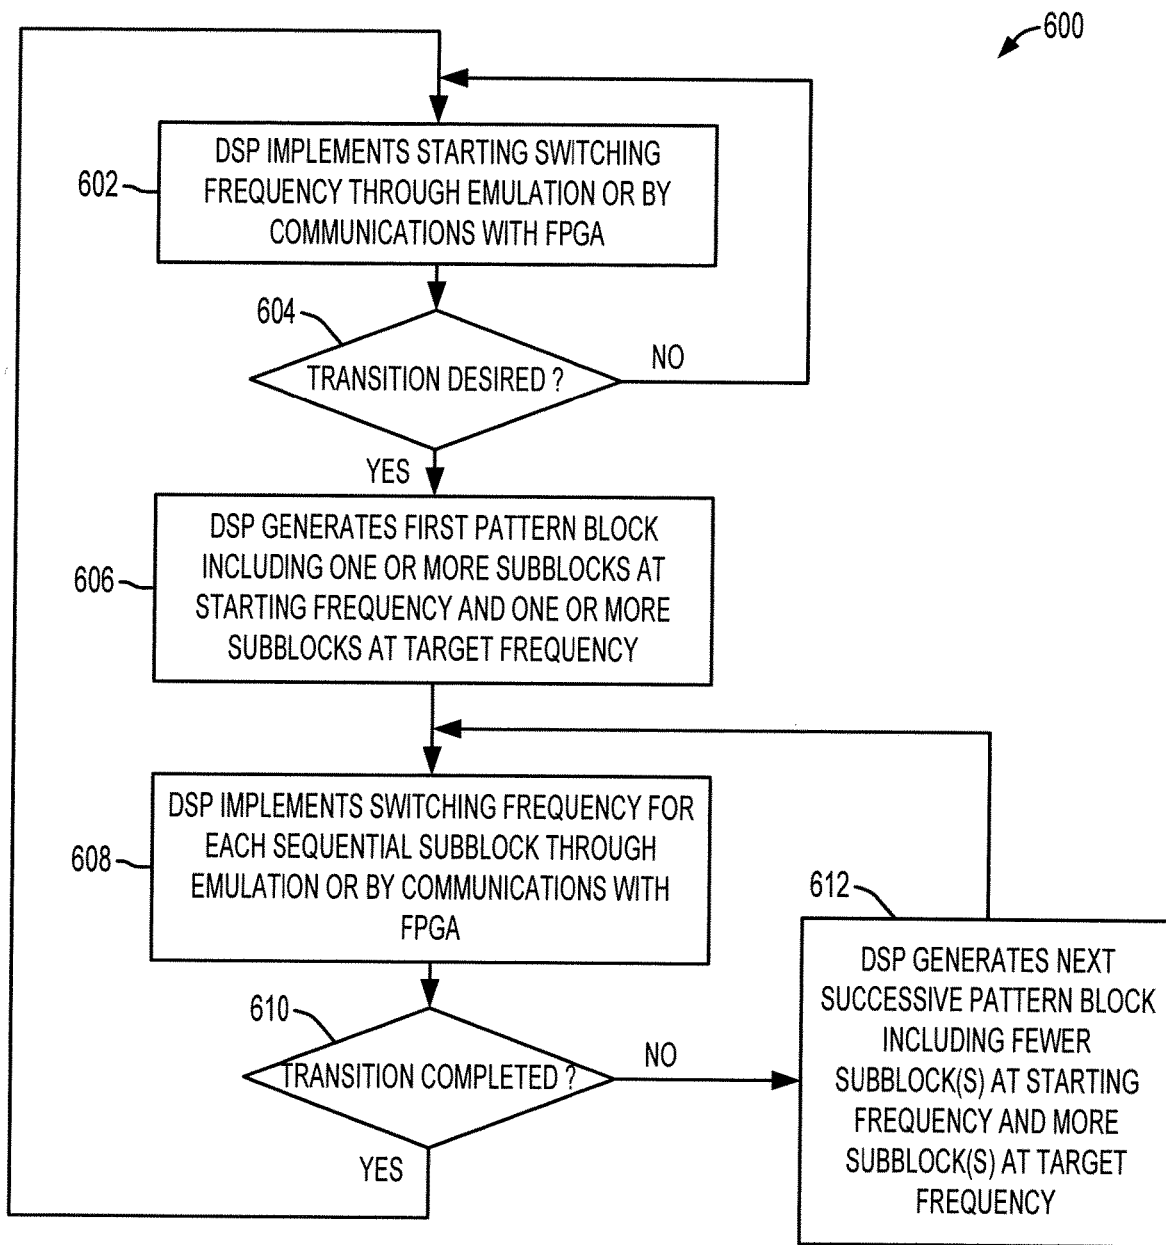 600
602
DSP IMPLEMENTS STARTING SWITCHING
FREQUENCY THROUGH EMULATION OR BY
COMMUNICATIONS WITH FPGA
604
TRANSITION DESIRED ?
NO
YES
606
DSP GENERATES FIRST PATTERN BLOCK
INCLUDING ONE OR MORE SUBBLOCKS AT
STARTING FREQUENCY AND ONE OR MORE
SUBBLOCKS AT TARGET FREQUENCY
608
DSP IMPLEMENTS SWITCHING FREQUENCY FOR
EACH SEQUENTIAL SUBBLOCK THROUGH
EMULATION OR BY COMMUNICATIONS WITH
FPGA
610
TRANSITION COMPLETED ?
NO
YES
612
DSP GENERATES NEXT
SUCCESSIVE PATTERN BLOCK
INCLUDING FEWER
SUBBLOCK(S) AT STARTING
FREQUENCY AND MORE
SUBBLOCK(S) AT TARGET
FREQUENCY